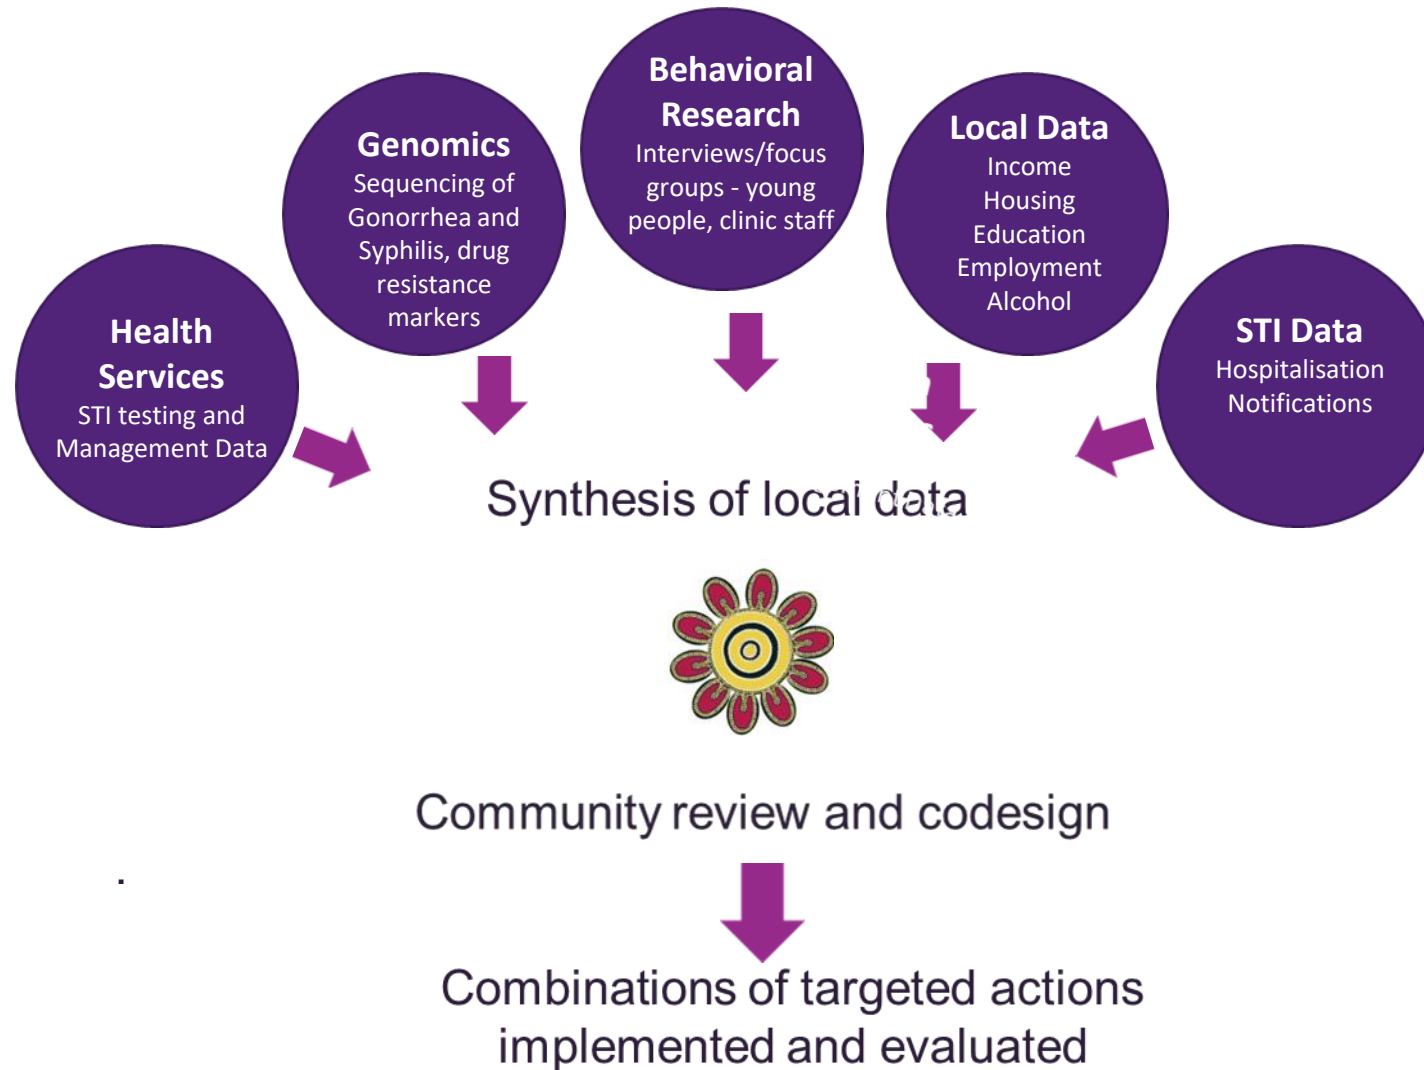 Behavioral
Research
Interviews/focus
groups - young
people, clinic staff
Genomics
Sequencing of
Gonorrhea and
Syphilis, drug
resistance
markers
Local Data
Income
Housing
Education
Employment
Alcohol
Health
Services
STI testing and
Management Data
STI Data
Hospitalisation
Notifications
Synthesis of local data
Community review and codesign
.
Combinations of targeted actions
implemented and evaluated